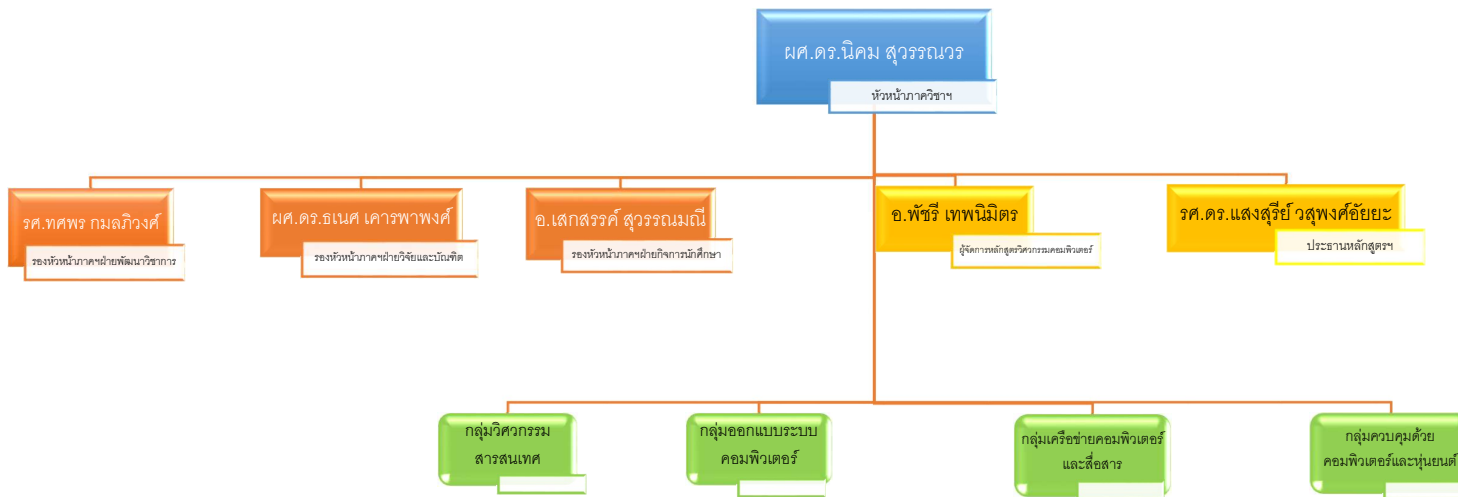 ผศ.ดร.นิคม สุวรรณวร
หัวหน้าภาควิชาฯ
รศ.ทศพร กมลภิวงศ์
รองหัวหน้าภาคฯฝ่ายพัฒนาวิชาการ
ผศ.ดร.ธเนศ เคารพาพงศ์
รองหัวหน้าภาคฯฝ่ายวิจัยและบัณฑิต
อ.เสกสรรค์ สุวรรณมณี
รองหัวหน้าภาคฯฝ่ายกิจการนักศึกษา
อ.พัชรี เทพนิมิตร
ผู้จัดการหลักสูตรวิศวกรรมคอมพิวเตอร์
รศ.ดร.แสงสุรีย์ วสุพงศ์อัยยะ
ประธานหลักสูตรฯ
กลุ่มวิศวกรรม
สารสนเทศ
กลุ่มออกแบบระบบ
คอมพิวเตอร์
กลุ่มเครือข่ายคอมพิวเตอร์
และสื่อสาร
กลุ่มควบคุมด้วย
คอมพิวเตอร์และหุ่นยนต์